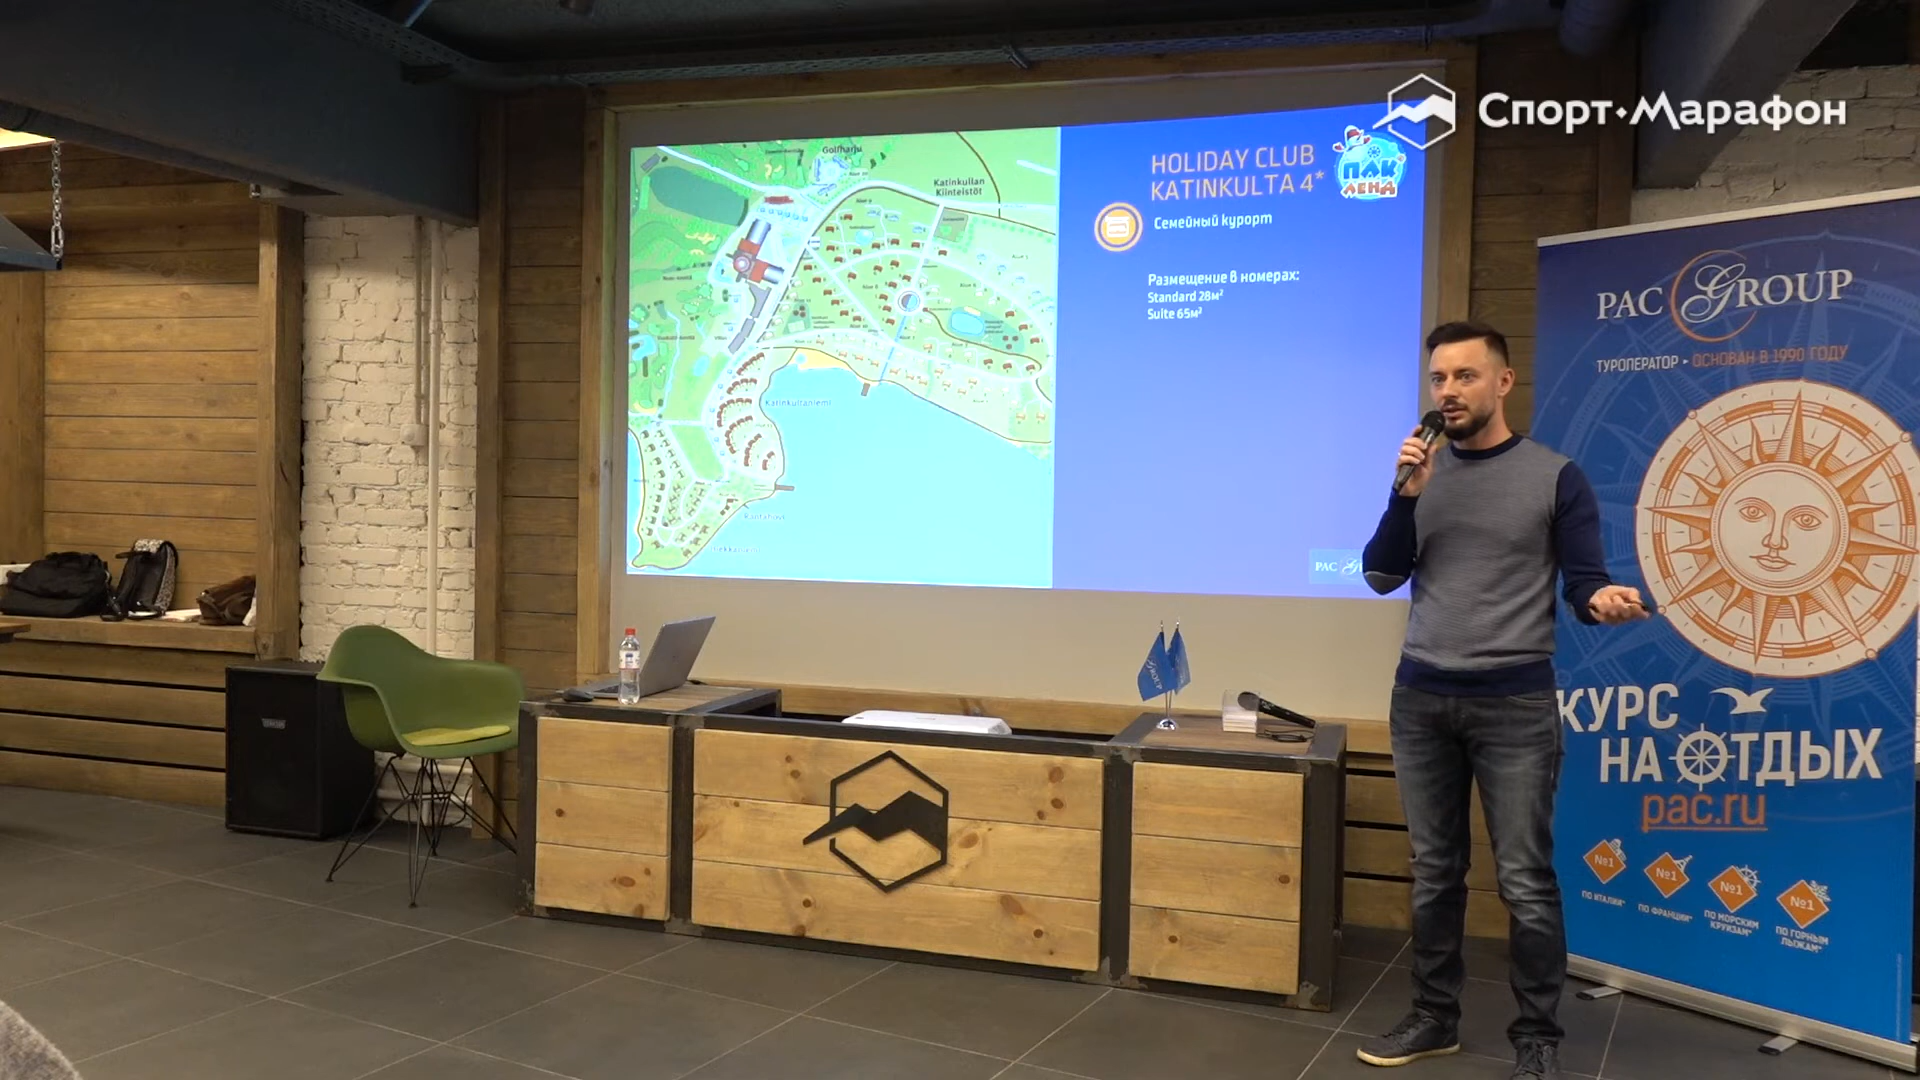 Спорт-Марафон
HOLIDAY CLUB
KATINKULTA 4*
ПАК
ЛЕНД
Семейный курорт
Размещение в номерах:
Standard 28м²
Suite 65м²
Golfharju
Katinkullan
Kiinteistöt
Katinkultaniemi
PAC GROUP
ТУРОПЕРАТОР ▸ ОСНОВАН В 1990 ГОДУ
КУРС
НА ОТДЫХ
pac.ru
№1
ПО ИТАЛИИ*
№1
ПО ФРАНЦИИ*
№1
ПО МОРСКИМ
КРУИЗАМ*
№1
ПО ГОРНЫМ
ЛЫЖАМ*
PAC
GROUP